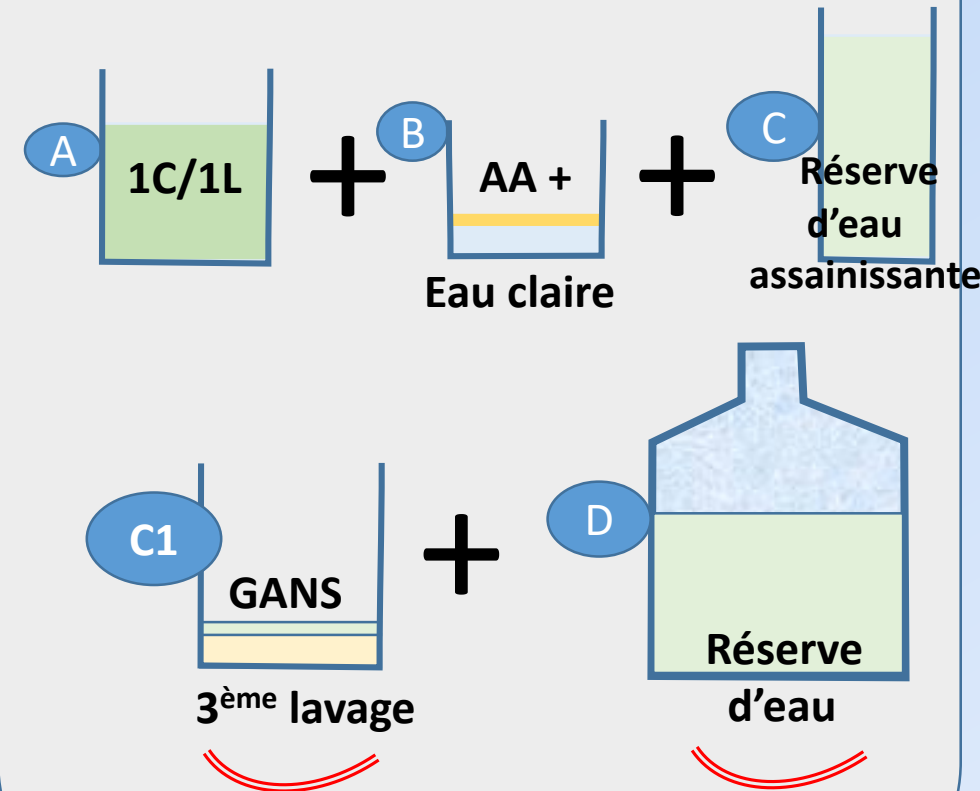 A
1C/1L
+
B
AA +
Eau claire
+
C
Réserve
d'eau
assainissante
C1
GANS
3ème lavage
+
D
Réserve
d'eau